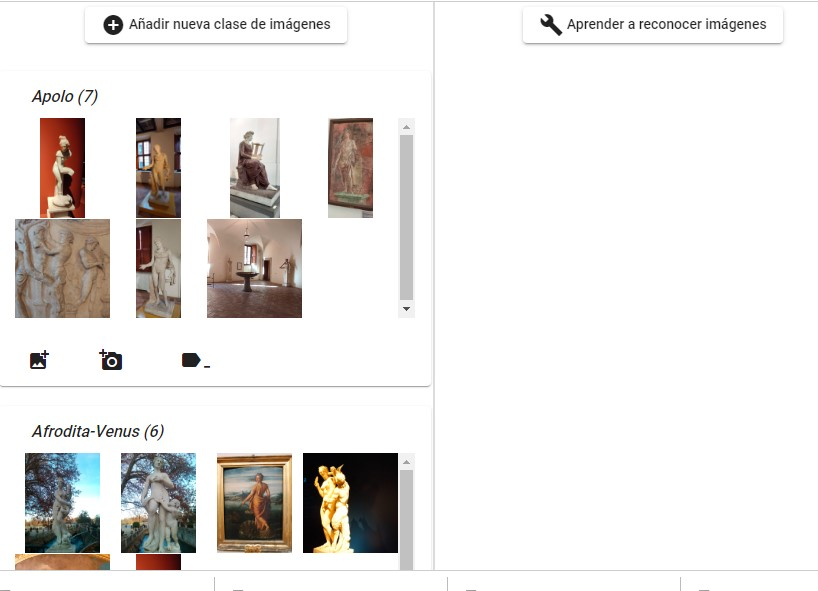 Añadir nueva clase de imágenes
Aprender a reconocer imágenes
Apolo (7)
Afrodita-Venus (6)